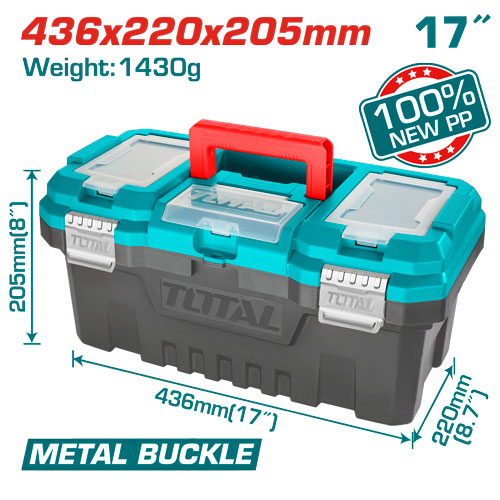 436x220x205mm
17″
Weight: 1430g
100%
NEW PP
TOTAL
TOTAL
TOTAL
TOTAL
205mm(8″)
436mm(17″)
220mm
(8.7″)
METAL BUCKLE